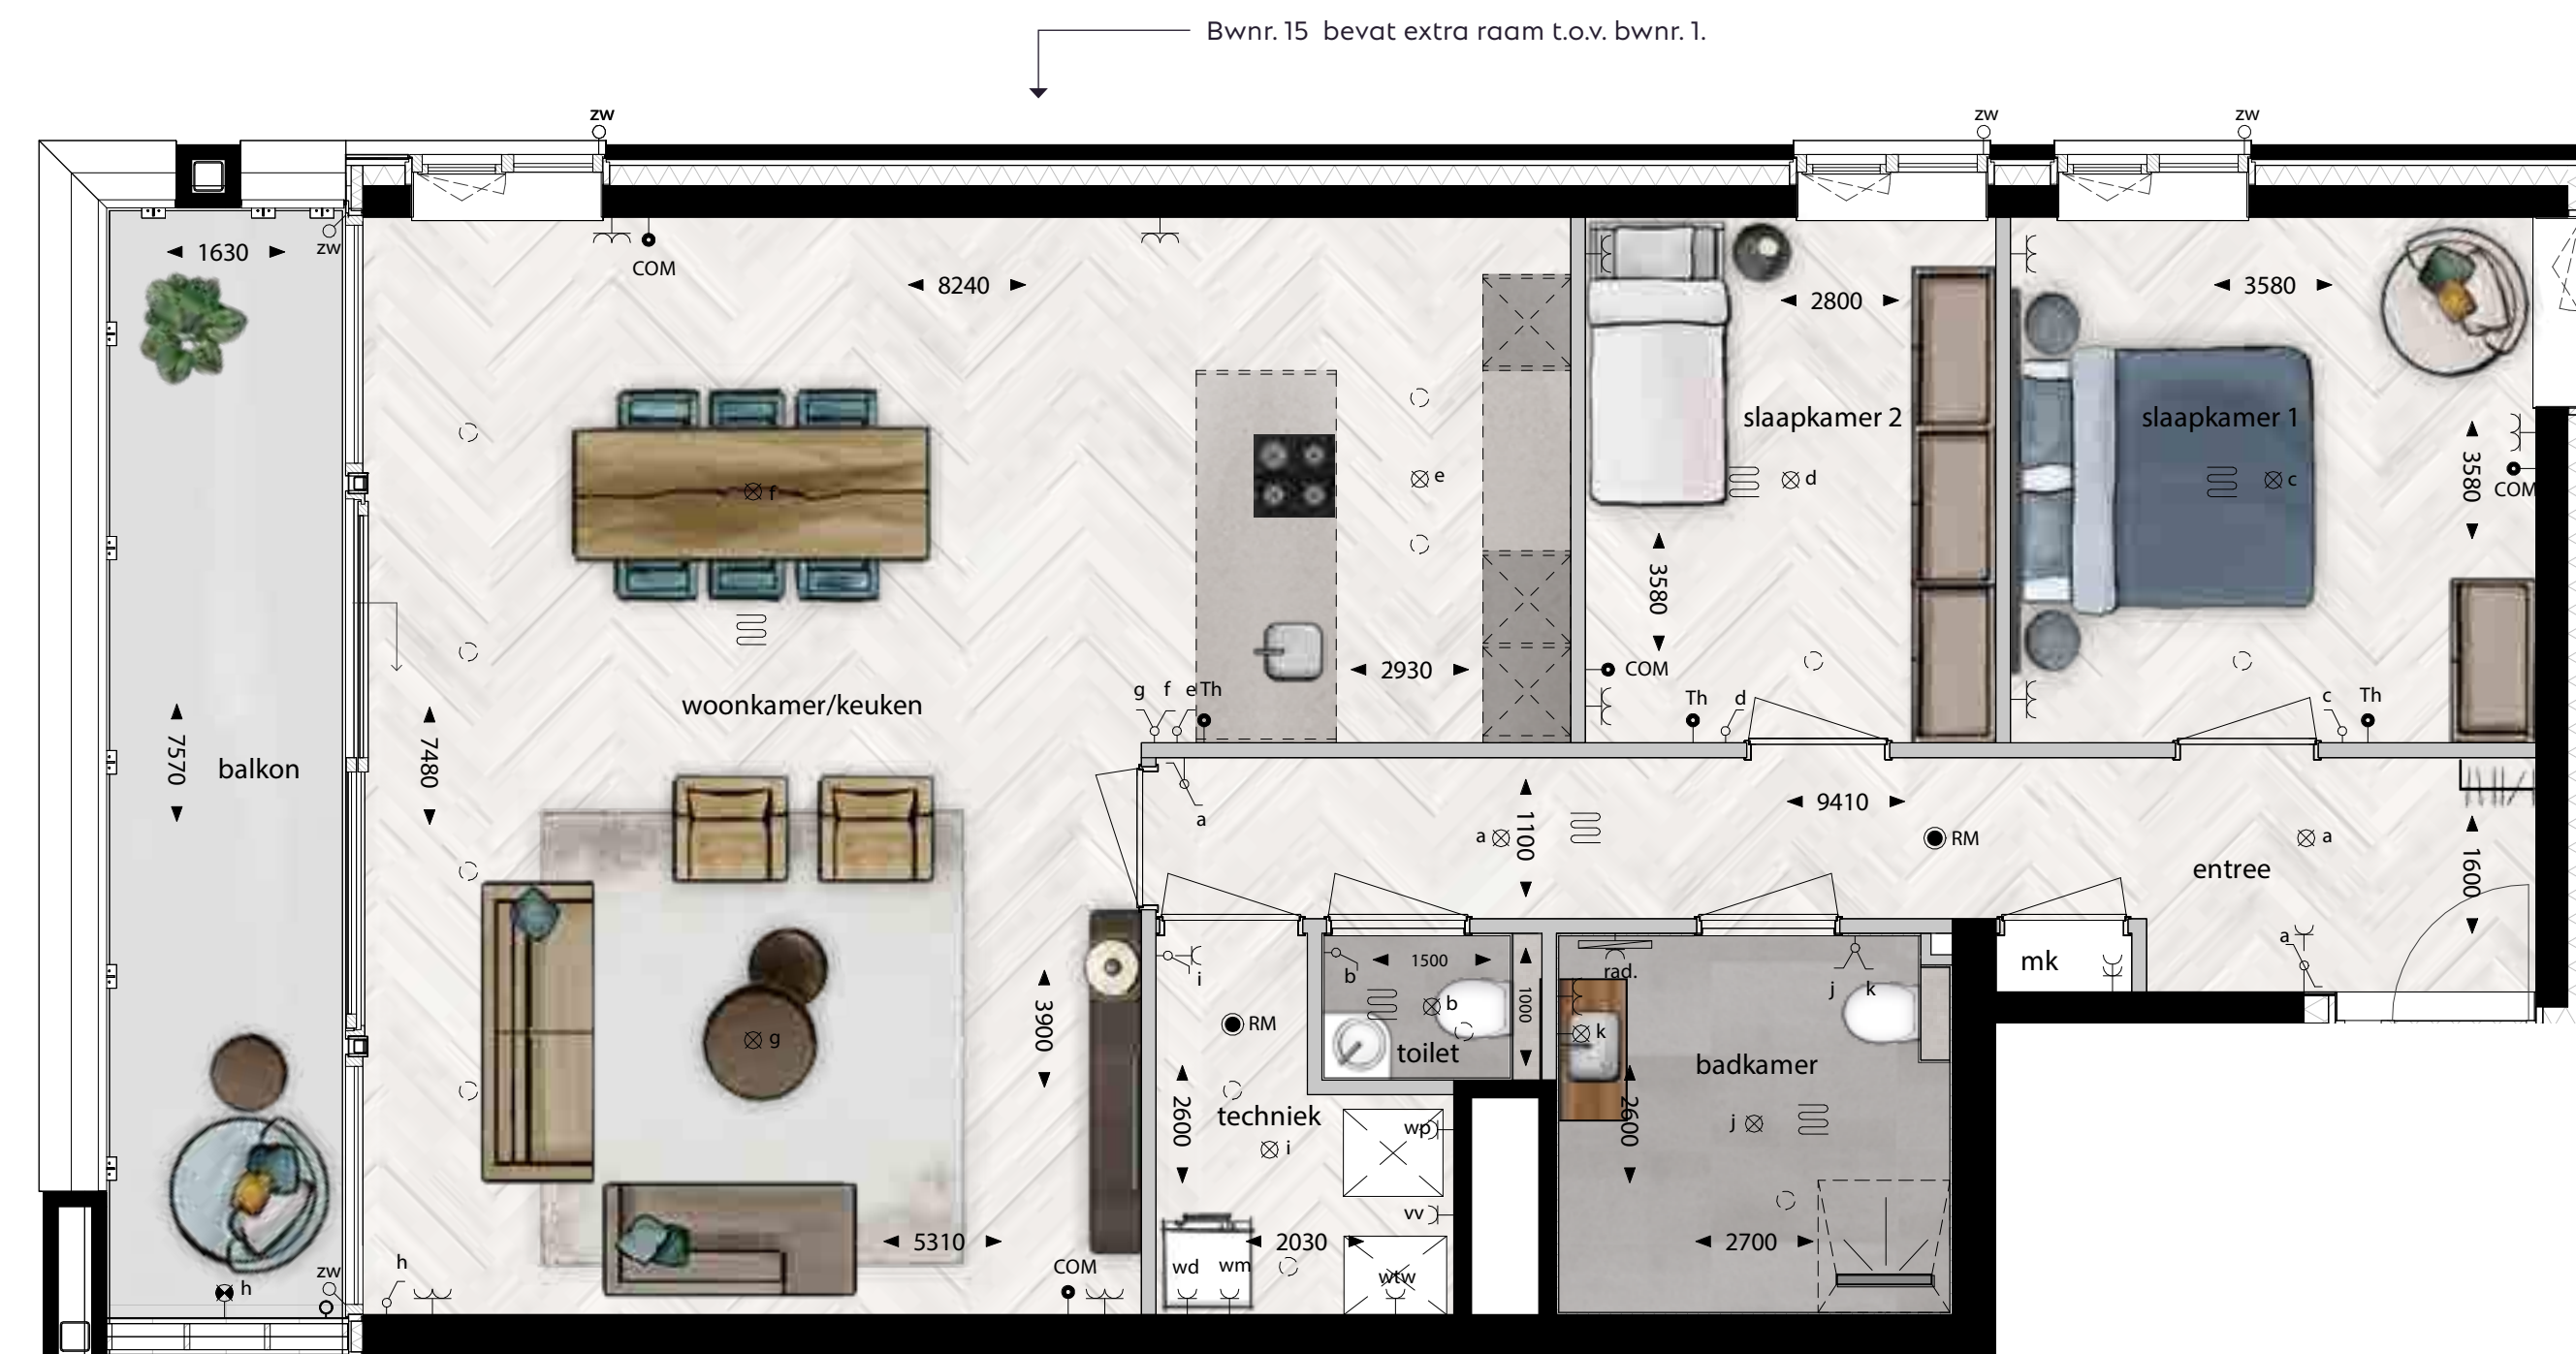 Bwnr. 15 bevat extra raam t.o.v. bwnr. 1.
zw
zw
zw
1630
zw
COM
8240
2800
3580
slaapkamer 2
slaapkamer 1
f
e
d
c
3580
COM
3580
2930
COM
g f e Th
Th d
c Th
woonkamer/keuken
7570
balkon
7480
a
a
1100
9410
RM
a
entree
1600
a
i
b
1500
rad.
j k
mk
b
1000
g
3900
RM
toilet
k
badkamer
2600
techniek
wp
2600
j
i
vv
5310
2030
2700
h
zw
h
COM
wd wm
wtw